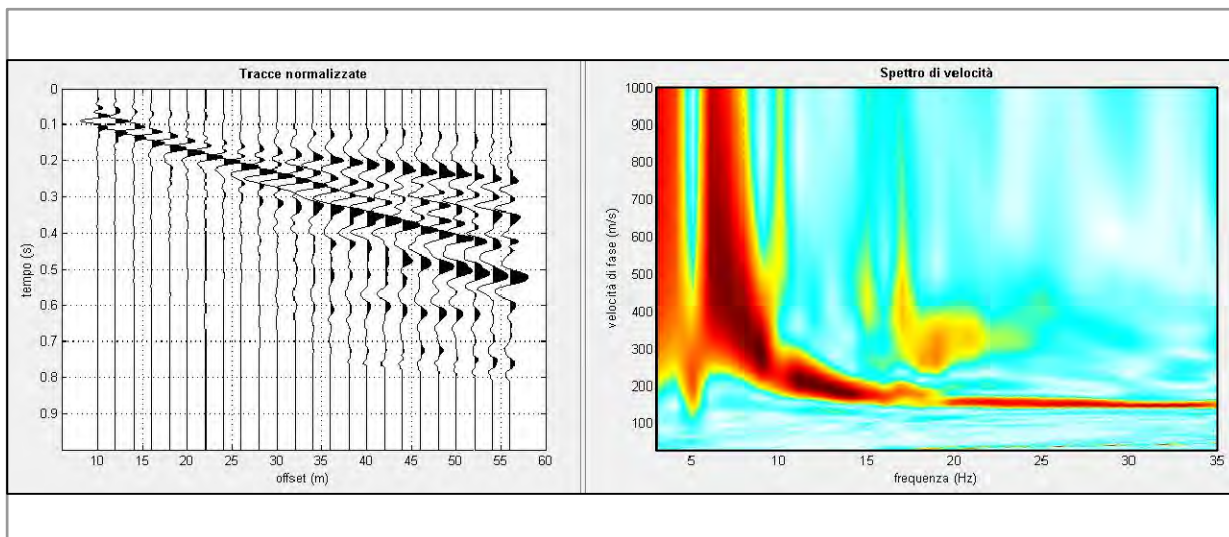 Tracce normalizzate
0
0.1
0.2
0.3
0.4
0.5
0.6
0.7
0.8
0.9
tempo (s)
10 15 20 25 30 35 40 45 50 55 60
offset (m)
Spettro di velocità
1000
900
800
700
600
500
400
300
200
100
velocità di fase (m/s)
5 10 15 20 25 30 35
frequenza (Hz)